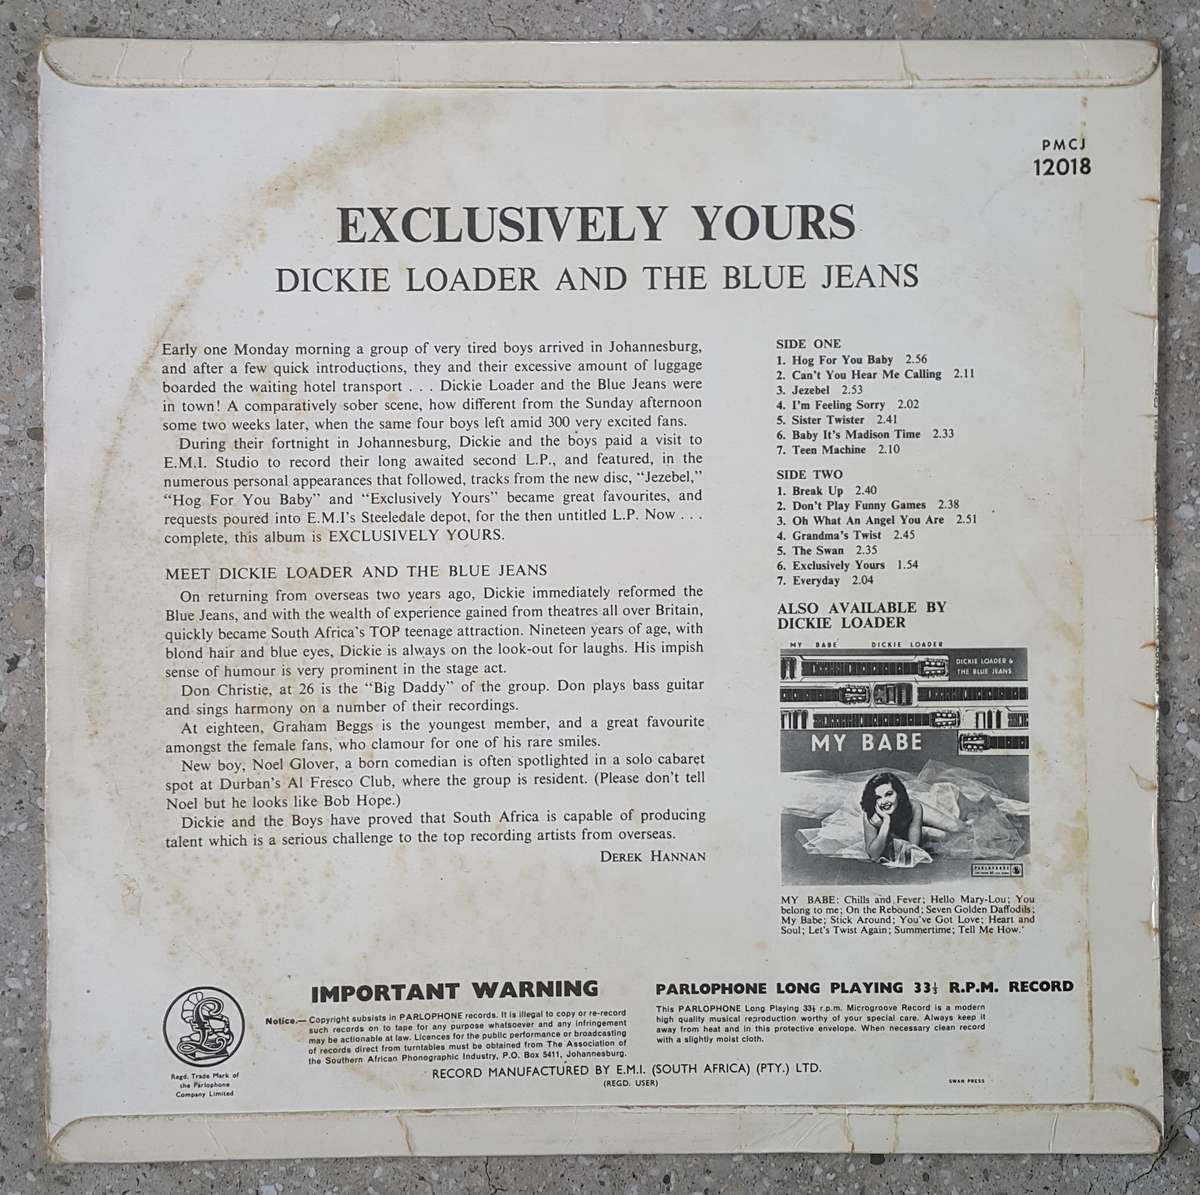 PMCJ
12018
EXCLUSIVELY YOURS
DICKIE LOADER AND THE BLUE JEANS
Early one Monday morning a group of very tired boys arrived in Johannesburg,
and after a few quick introductions, they and their excessive amount of luggage
boarded the waiting hotel transport . . . Dickie Loader and the Blue Jeans were
in town! A comparatively sober scene, how different from the Sunday afternoon
some two weeks later, when the same four boys left amid 300 very excited fans.
During their fortnight in Johannesburg, Dickie and the boys paid a visit to
E.M.I. Studio to record their long awaited second L.P., and featured, in the
numerous personal appearances that followed, tracks from the new disc, "Jezebel,"
"Hog For You Baby" and "Exclusively Yours" became great favourites, and
requests poured into E.M.I's Steeledale depot, for the then untitled L.P. Now . . .
complete, this album is EXCLUSIVELY YOURS.
MEET DICKIE LOADER AND THE BLUE JEANS
On returning from overseas two years ago, Dickie immediately reformed the
Blue Jeans, and with the wealth of experience gained from theatres all over Britain,
quickly became South Africa's TOP teenage attraction. Nineteen years of age, with
blond hair and blue eyes, Dickie is always on the look-out for laughs. His impish
sense of humour is very prominent in the stage act.
Don Christie, at 26 is the "Big Daddy" of the group. Don plays bass guitar
and sings harmony on a number of their recordings.
At eighteen, Graham Beggs is the youngest member, and a great favourite
amongst the female fans, who clamour for one of his rare smiles.
New boy, Noel Glover, a born comedian is often spotlighted in a solo cabaret
spot at Durban's Al Fresco Club, where the group is resident. (Please don't tell
Noel but he looks like Bob Hope.)
Dickie and the Boys have proved that South Africa is capable of producing
talent which is a serious challenge to the top recording artists from overseas.
DEREK HANNAN
SIDE ONE
1. Hog For You Baby 2.56
2. Can't You Hear Me Calling 2.11
3. Jezebel 2.53
4. I'm Feeling Sorry 2.02
5. Sister Twister 2.41
6. Baby It's Madison Time 2.33
7. Teen Machine 2.10
SIDE TWO
1. Break Up 2.40
2. Don't Play Funny Games 2.38
3. Oh What An Angel You Are 2.51
4. Grandma's Twist 2.45
5. The Swan 2.35
6. Exclusively Yours 1.54
7. Everyday 2.04
ALSO AVAILABLE BY
DICKIE LOADER
MY BABE DICKIE LOADER
DICKIE LOADER &
THE BLUE JEANS
MY BABE
PARLOPHONE
MY BABE: Chills and Fever; Hello Mary-Lou; You
belong to me; On the Rebound; Seven Golden Daffodils;
My Babe; Stick Around; You've Got Love; Heart and
Soul; Let's Twist Again; Summertime; Tell Me How.'
Regd. Trade Mark of
the Parlophone
Company Limited
IMPORTANT WARNING
Notice.— Copyright subsists in PARLOPHONE records. It is illegal to copy or re-record
such records on to tape for any purpose whatsoever and any infringement
may be actionable at law. Licences for the public performance or broadcasting
of records direct from turntables must be obtained from The Association of
the Southern African Phonographic Industry, P.O. Box 5411, Johannesburg.
PARLOPHONE LONG PLAYING 33⅓ R.P.M. RECORD
This PARLOPHONE Long Playing 33⅓ r.p.m. Microgroove Record is a modern
high quality musical reproduction worthy of your special care. Always keep it
away from heat and in this protective envelope. When necessary clean record
with a slightly moist cloth.
RECORD MANUFACTURED BY E.M.I. (SOUTH AFRICA) (PTY.) LTD.
(REGD. USER)
SWAN PRESS